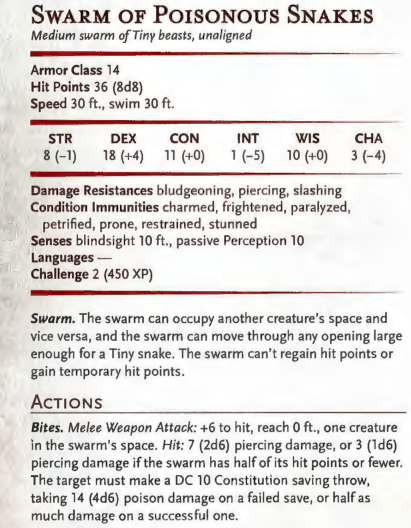 SWARM OF POISONOUS SNAKES
Medium swarm of Tiny beasts, unaligned
Armor Class 14
Hit Points 36 (8d8)
Speed 30 ft., swim 30 ft.
STR DEX CON INT WIS CHA
8 (−1) 18 (+4) 11 (+0) 1 (−5) 10 (+0) 3 (−4)
Damage Resistances bludgeoning, piercing, slashing
Condition Immunities charmed, frightened, paralyzed,
petrified, prone, restrained, stunned
Senses blindsight 10 ft., passive Perception 10
Languages —
Challenge 2 (450 XP)
Swarm. The swarm can occupy another creature's space and
vice versa, and the swarm can move through any opening large
enough for a Tiny snake. The swarm can't regain hit points or
gain temporary hit points.
ACTIONS
Bites. Melee Weapon Attack: +6 to hit, reach 0 ft., one creature
in the swarm's space. Hit: 7 (2d6) piercing damage, or 3 (1d6)
piercing damage if the swarm has half of its hit points or fewer.
The target must make a DC 10 Constitution saving throw,
taking 14 (4d6) poison damage on a failed save, or half as
much damage on a successful one.